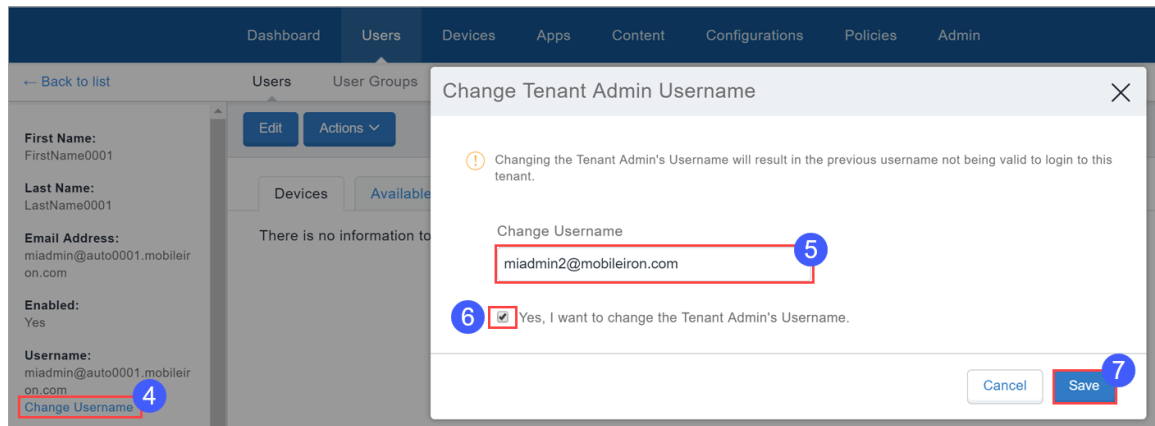 Dashboard Users Devices Apps Content Configurations Policies Admin
← Back to list
Users User Groups
First Name:
FirstName0001
Last Name:
LastName0001
Email Address:
miadmin@auto0001.mobileir
on.com
Enabled:
Yes
Username:
miadmin@auto0001.mobileir
on.com
Change Username
4
Edit Actions
Devices Available
There is no information to
Change Tenant Admin Username
Changing the Tenant Admin's Username will result in the previous username not being valid to login to this
tenant.
Change Username
5
miadmin2@mobileiron.com
6
Yes, I want to change the Tenant Admin's Username.
7
Cancel Save